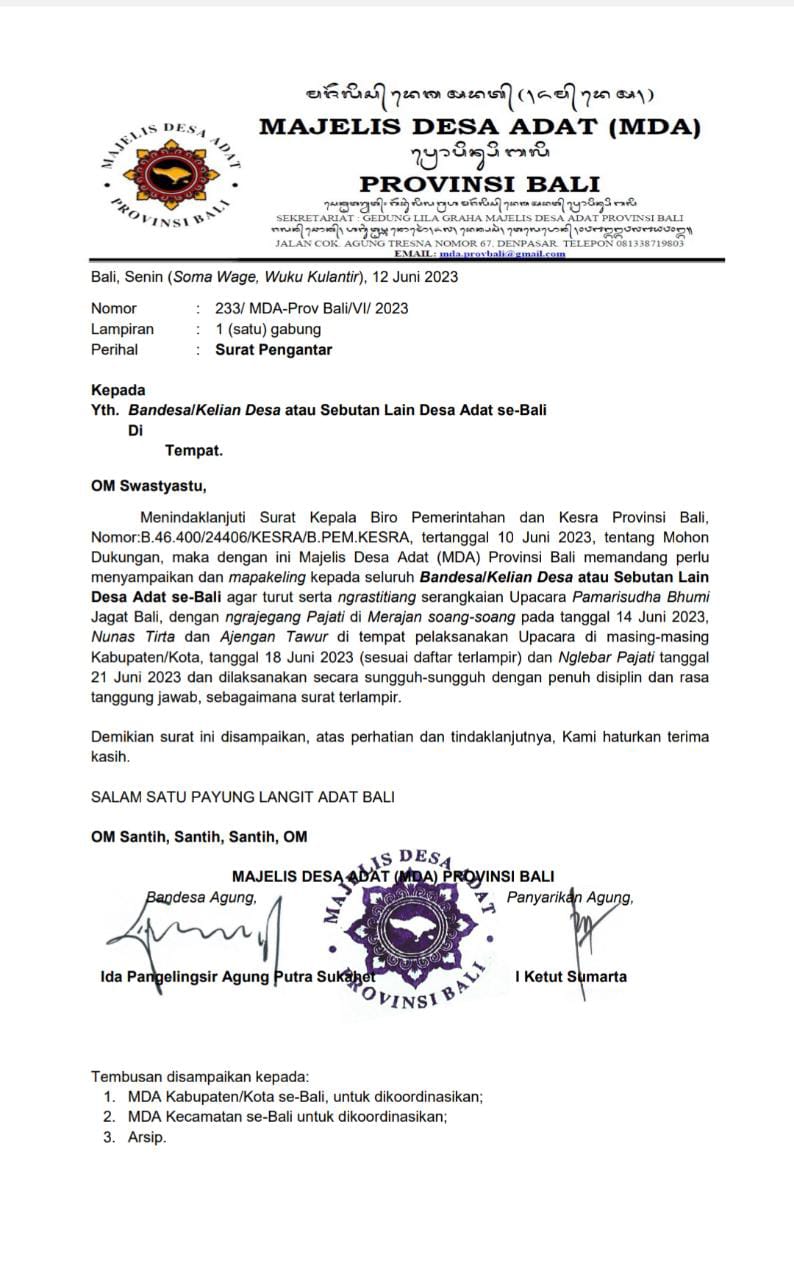 MAJELIS DESA ADAT (MDA)
PROVINSI BALI
MAJELIS DESA ADAT
PROVINSI BALI
SEKRETARIAT : GEDUNG LILA GRAHA MAJELIS DESA ADAT PROVINSI BALI
JALAN COK. AGUNG TRESNA NOMOR 67, DENPASAR. TELEPON 081338719803
EMAIL: mda.provbali@gmail.com
Bali, Senin (Soma Wage, Wuku Kulantir), 12 Juni 2023
Nomor : 233/ MDA-Prov Bali/VI/ 2023
Lampiran : 1 (satu) gabung
Perihal : Surat Pengantar
Kepada
Yth. Bandesa/Kelian Desa atau Sebutan Lain Desa Adat se-Bali
Di
Tempat.
OM Swastyastu,
Menindaklanjuti Surat Kepala Biro Pemerintahan dan Kesra Provinsi Bali,
Nomor:B.46.400/24406/KESRA/B.PEM.KESRA, tertanggal 10 Juni 2023, tentang Mohon
Dukungan, maka dengan ini Majelis Desa Adat (MDA) Provinsi Bali memandang perlu
menyampaikan dan mapakeling kepada seluruh Bandesa/Kelian Desa atau Sebutan Lain
Desa Adat se-Bali agar turut serta ngrastitiang serangkaian Upacara Pamarisudha Bhumi
Jagat Bali, dengan ngrajegang Pajati di Merajan soang-soang pada tanggal 14 Juni 2023,
Nunas Tirta dan Ajengan Tawur di tempat pelaksanakan Upacara di masing-masing
Kabupaten/Kota, tanggal 18 Juni 2023 (sesuai daftar terlampir) dan Nglebar Pajati tanggal
21 Juni 2023 dan dilaksanakan secara sungguh-sungguh dengan penuh disiplin dan rasa
tanggung jawab, sebagaimana surat terlampir.
Demikian surat ini disampaikan, atas perhatian dan tindaklanjutnya, Kami haturkan terima
kasih.
SALAM SATU PAYUNG LANGIT ADAT BALI
OM Santih, Santih, Santih, OM
MAJELIS DESA ADAT (MDA) PROVINSI BALI
Bandesa Agung, Panyarikan Agung,
MAJELIS DESA ADAT
PROVINSI BALI
Ida Pangelingsir Agung Putra Sukahet I Ketut Sumarta
Tembusan disampaikan kepada:
1. MDA Kabupaten/Kota se-Bali, untuk dikoordinasikan;
2. MDA Kecamatan se-Bali untuk dikoordinasikan;
3. Arsip.